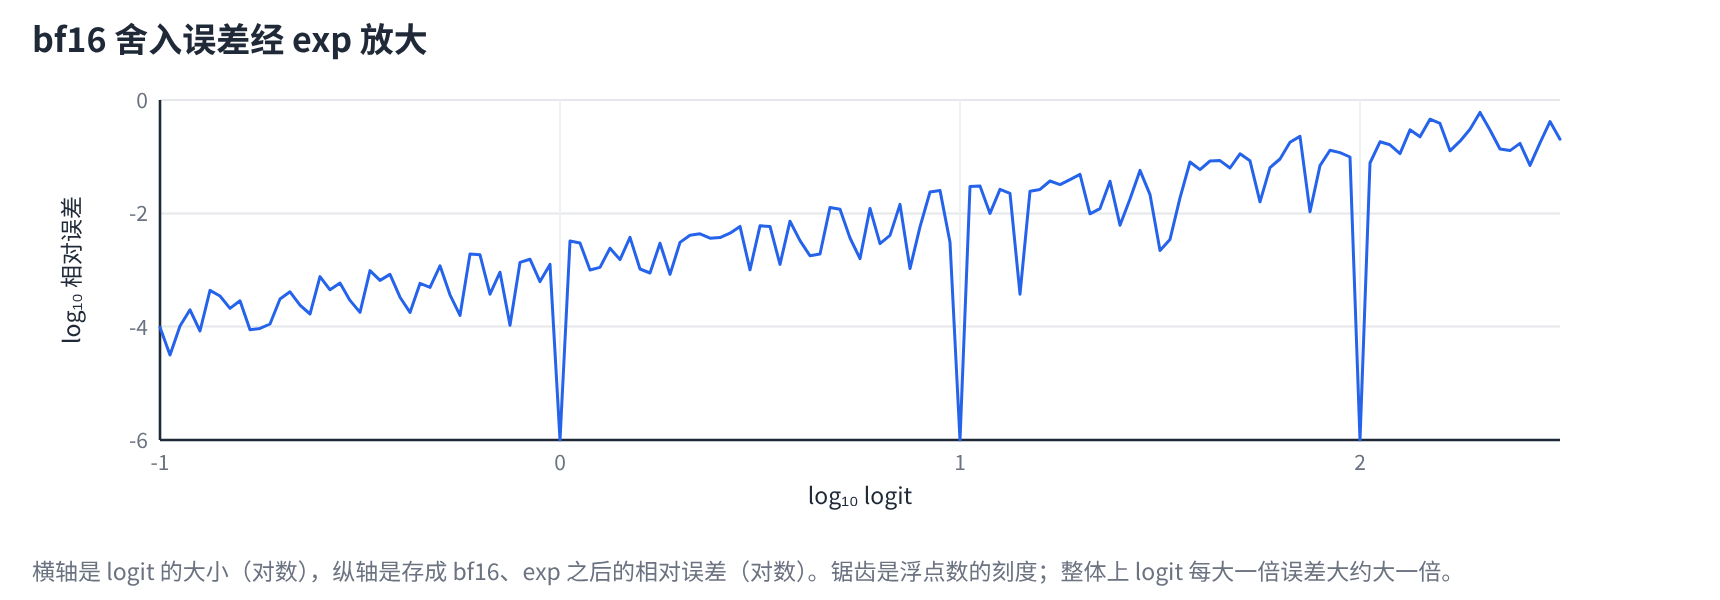 bf16 舍入误差经 exp 放大
0
-2
-4
-6
log₁₀ 相对误差
-1
0
1
2
log₁₀ logit
横轴是 logit 的大小（对数），纵轴是存成 bf16、exp 之后的相对误差（对数）。锯齿是浮点数的刻度；整体上 logit 每大一倍误差大约大一倍。